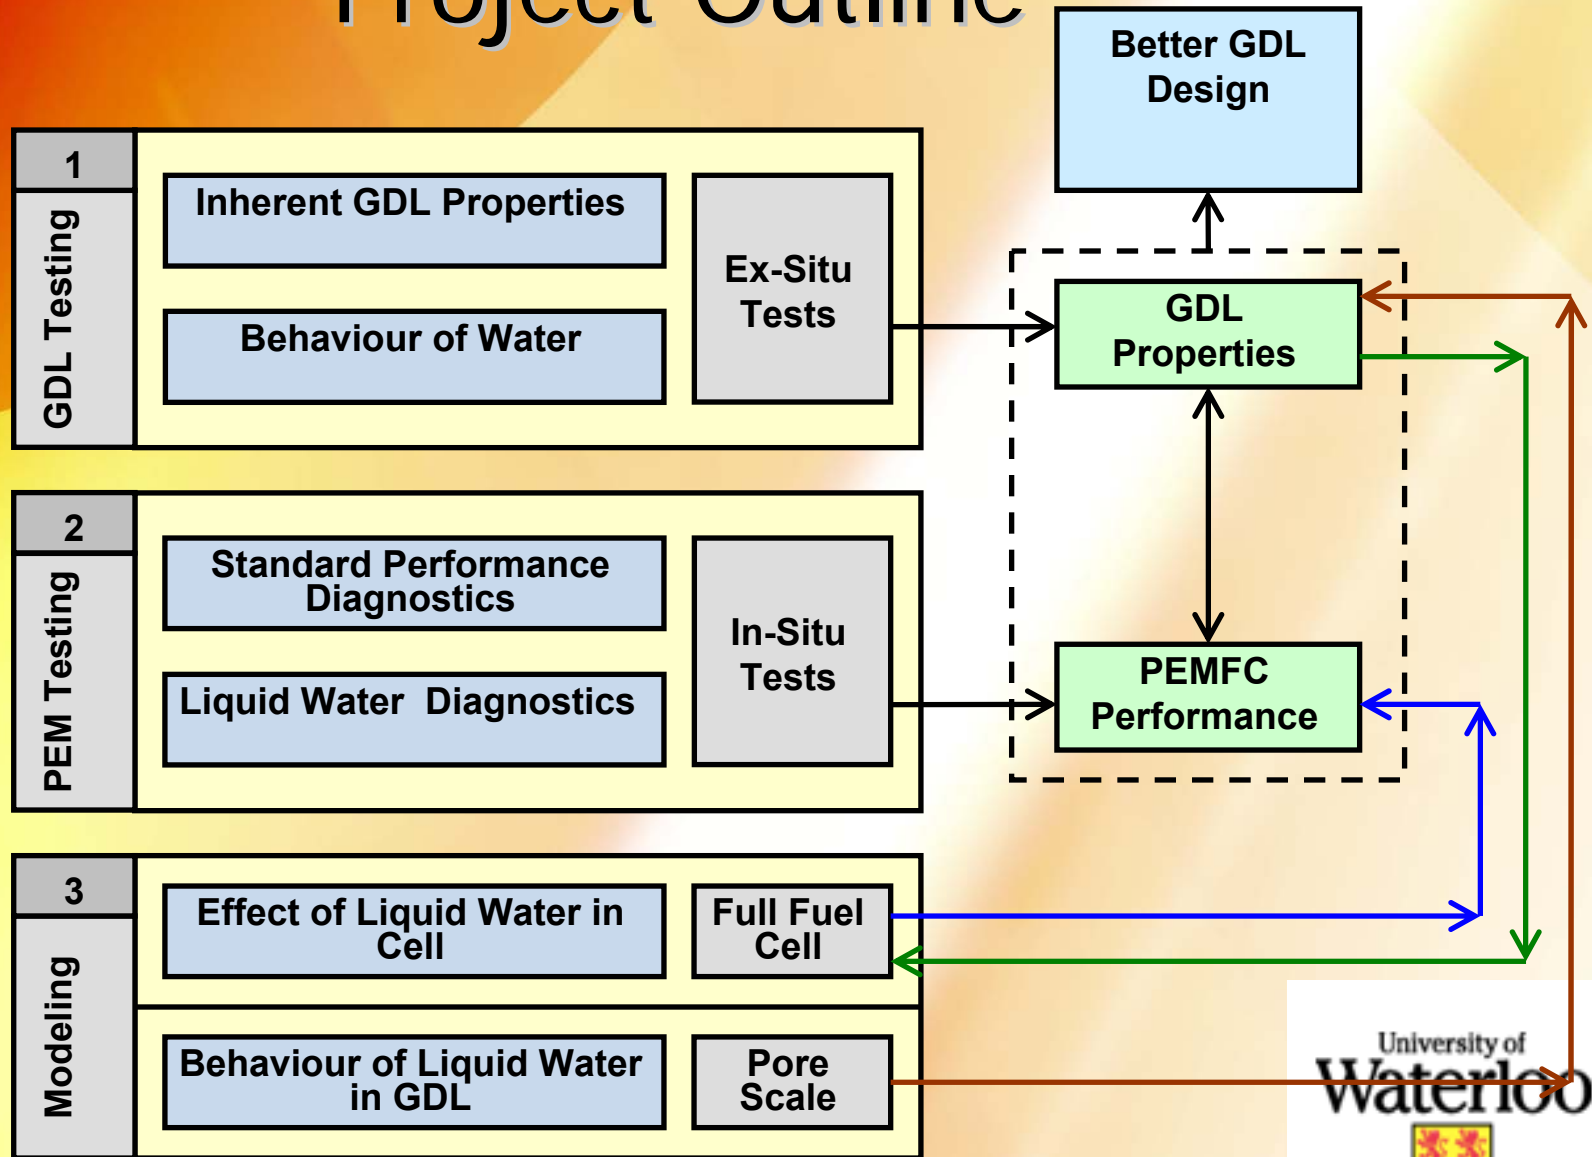 Project Outline
Better GDL
Design
1
GDL Testing
Inherent GDL Properties
Behaviour of Water
Ex-Situ
Tests
GDL
Properties
2
PEM Testing
Standard Performance
Diagnostics
Liquid Water Diagnostics
In-Situ
Tests
PEMFC
Performance
3
Modeling
Effect of Liquid Water in
Cell
Full Fuel
Cell
Behaviour of Liquid Water
in GDL
Pore
Scale
University of
Waterloo